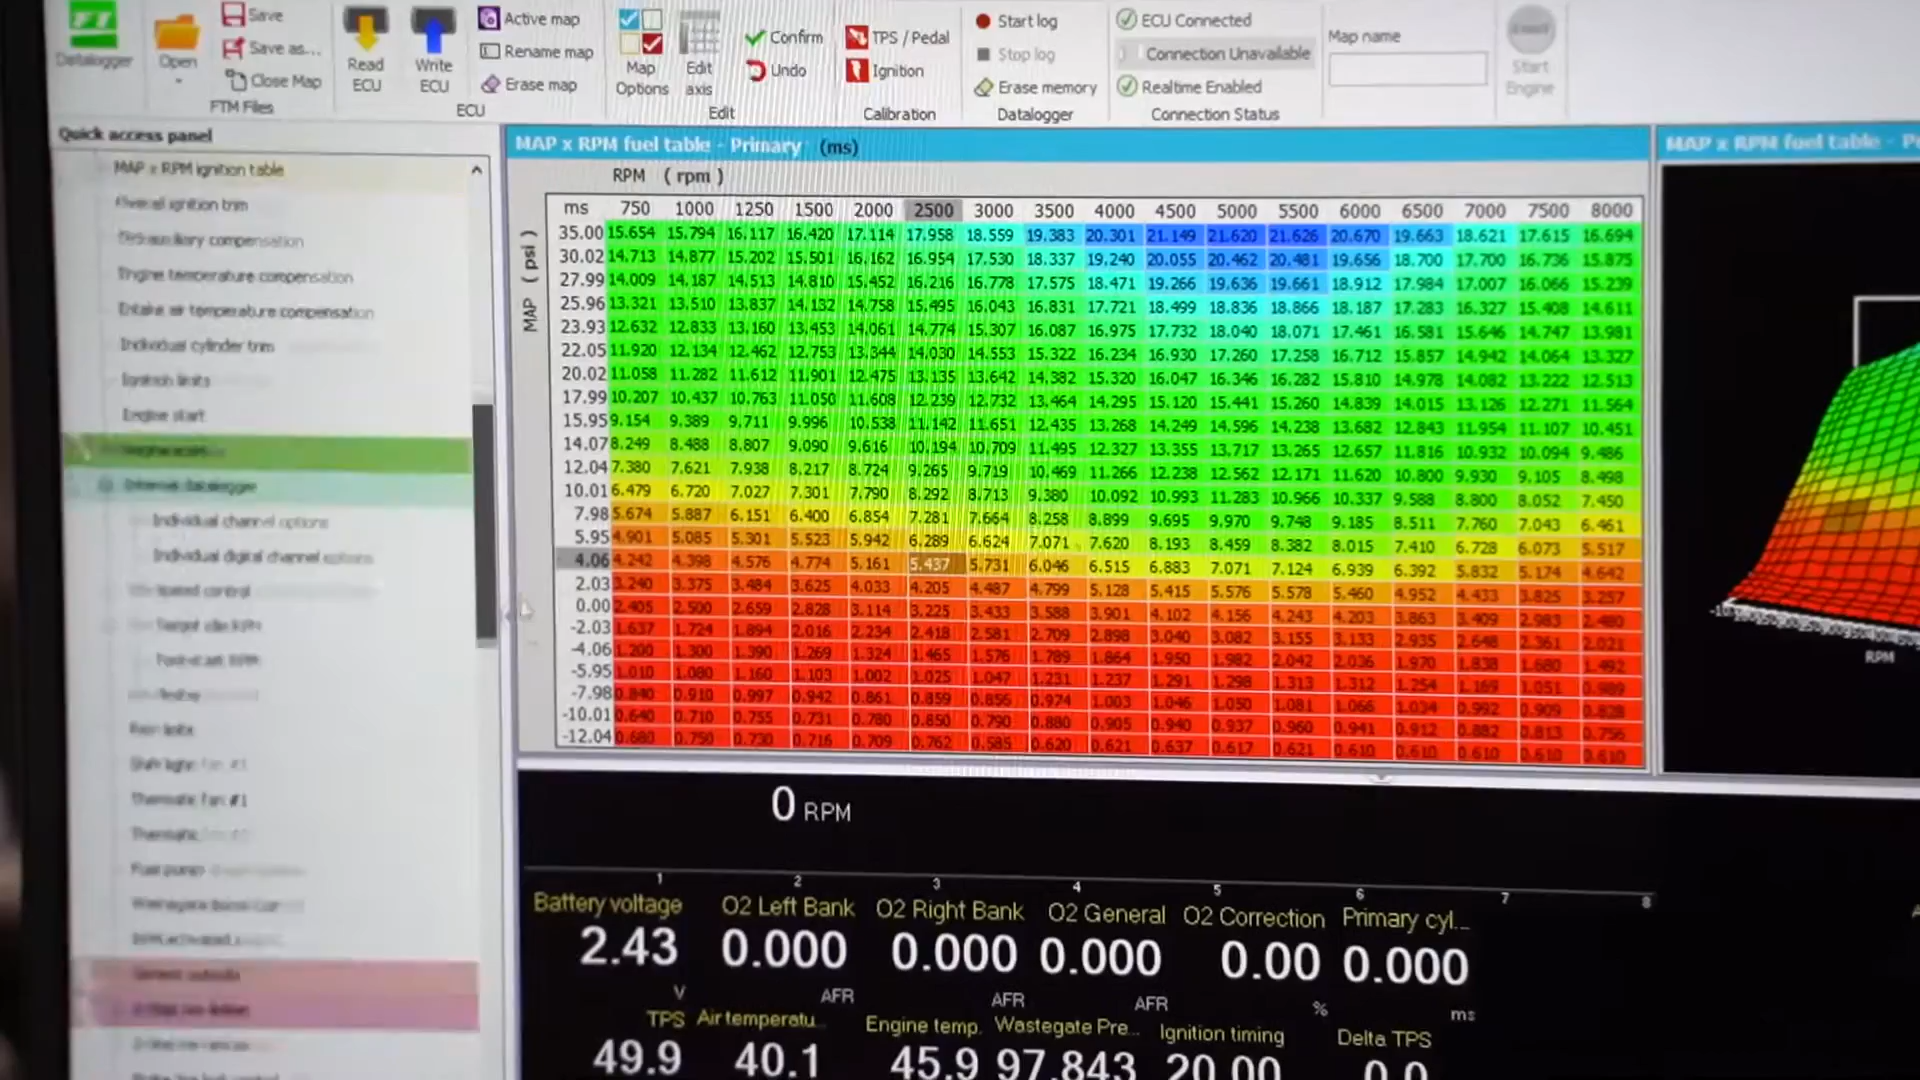 Datalogger
Open
Save
Save as...
Close Map
FTM Files
Read
ECU
Write
ECU
Active map
Rename map
Erase map
ECU
Map
Options
Edit
axis
Confirm
Undo
Edit
TPS / Pedal
Ignition
Calibration
Start log
Stop log
Erase memory
Datalogger
ECU Connected
Connection Unavailable
Realtime Enabled
Connection Status
Map name
Start
Engine
Quick access panel
MAP x RPM ignition table
Overall ignition trim
compensation
Engine temperature compensation
Intake air temperature compensation
Individual cylinder trim
Ignition limits
Engine start
Internal datalogger
Individual channel options
Individual digital channel options
Idle speed control
Target idle RPM
Post-start RPM
Shift light
Thermatic fan #1
Thermatic
Fuel pump
MAP x RPM fuel table - Primary (ms)
MAP x RPM fuel table -
RPM ( rpm )
MAP ( psi )
ms 750 1000 1250 1500 2000 2500 3000 3500 4000 4500 5000 5500 6000 6500 7000 7500 8000
35.00 15.654 15.794 16.117 16.420 17.114 17.958 18.559 19.383 20.301 21.149 21.620 21.626 20.670 19.663 18.621 17.615 16.694
30.02 14.713 14.877 15.202 15.501 16.162 16.954 17.530 18.337 19.240 20.055 20.462 20.481 19.656 18.700 17.700 16.736 15.875
27.99 14.009 14.187 14.513 14.810 15.452 16.216 16.778 17.575 18.471 19.266 19.636 19.661 18.912 17.984 17.007 16.066 15.239
25.96 13.321 13.510 13.837 14.132 14.758 15.495 16.043 16.831 17.721 18.499 18.836 18.866 18.187 17.283 16.327 15.408 14.611
23.93 12.632 12.833 13.160 13.453 14.061 14.774 15.307 16.087 16.975 17.732 18.040 18.071 17.461 16.581 15.646 14.747 13.981
22.05 11.920 12.134 12.462 12.753 13.344 14.030 14.553 15.322 16.234 16.930 17.260 17.258 16.712 15.857 14.942 14.064 13.327
20.02 11.058 11.282 11.612 11.901 12.475 13.135 13.642 14.382 15.320 16.047 16.346 16.282 15.810 14.978 14.082 13.222 12.513
17.99 10.207 10.437 10.763 11.050 11.608 12.239 12.732 13.464 14.295 15.120 15.441 15.260 14.839 14.015 13.126 12.271 11.564
15.95 9.154 9.389 9.711 9.996 10.538 11.142 11.651 12.435 13.268 14.249 14.596 14.238 13.682 12.843 11.954 11.107 10.451
14.07 8.249 8.488 8.807 9.090 9.616 10.194 10.709 11.495 12.327 13.355 13.717 13.265 12.657 11.816 10.932 10.094 9.486
12.04 7.380 7.621 7.938 8.217 8.724 9.265 9.719 10.469 11.266 12.238 12.562 12.171 11.620 10.800 9.930 9.105 8.498
10.01 6.479 6.720 7.027 7.301 7.790 8.292 8.713 9.380 10.092 10.993 11.283 10.966 10.337 9.588 8.800 8.052 7.450
7.98 5.674 5.887 6.151 6.400 6.854 7.281 7.664 8.258 8.899 9.695 9.970 9.748 9.185 8.511 7.760 7.043 6.461
5.95 4.901 5.085 5.301 5.523 5.942 6.289 6.624 7.071 7.620 8.193 8.459 8.382 8.015 7.410 6.728 6.073 5.517
4.06 4.242 4.398 4.576 4.774 5.161 5.437 5.731 6.046 6.515 6.883 7.071 7.124 6.939 6.392 5.832 5.174 4.642
2.03 3.240 3.375 3.484 3.625 4.033 4.205 4.487 4.799 5.128 5.415 5.576 5.578 5.460 4.952 4.433 3.825 3.257
0.00 2.405 2.500 2.659 2.828 3.114 3.225 3.433 3.588 3.901 4.102 4.156 4.243 4.203 3.863 3.409 2.983 2.480
-2.03 1.637 1.724 1.894 2.016 2.234 2.418 2.581 2.709 2.898 3.040 3.082 3.155 3.133 2.935 2.648 2.361 2.021
-4.06 1.200 1.300 1.390 1.269 1.324 1.465 1.576 1.789 1.864 1.950 1.982 2.042 2.036 1.970 1.838 1.680 1.492
-5.95 1.010 1.080 1.160 1.103 1.002 1.025 1.047 1.231 1.237 1.291 1.298 1.313 1.312 1.254 1.169 1.051 0.989
-7.98 0.840 0.910 0.997 0.942 0.861 0.859 0.856 0.974 1.003 1.046 1.050 1.081 1.066 1.034 0.992 0.909 0.828
-10.01 0.640 0.710 0.755 0.731 0.780 0.850 0.790 0.880 0.905 0.940 0.937 0.960 0.941 0.912 0.882 0.813 0.756
-12.04 0.680 0.750 0.730 0.716 0.709 0.762 0.585 0.620 0.621 0.637 0.617 0.621 0.610 0.610 0.610 0.610 0.610
RPM
0 RPM
1 2 3 4 5 6 7 8
Battery voltage O2 Left Bank O2 Right Bank O2 General O2 Correction Primary cyl...
2.43 0.000 0.000 0.000 0.00 0.000
V AFR AFR AFR % ms
TPS Air temperatu... Engine temp. Wastegate Pre... Ignition timing Delta TPS
49.9 40.1 45.9 97.843 20.00 0.0